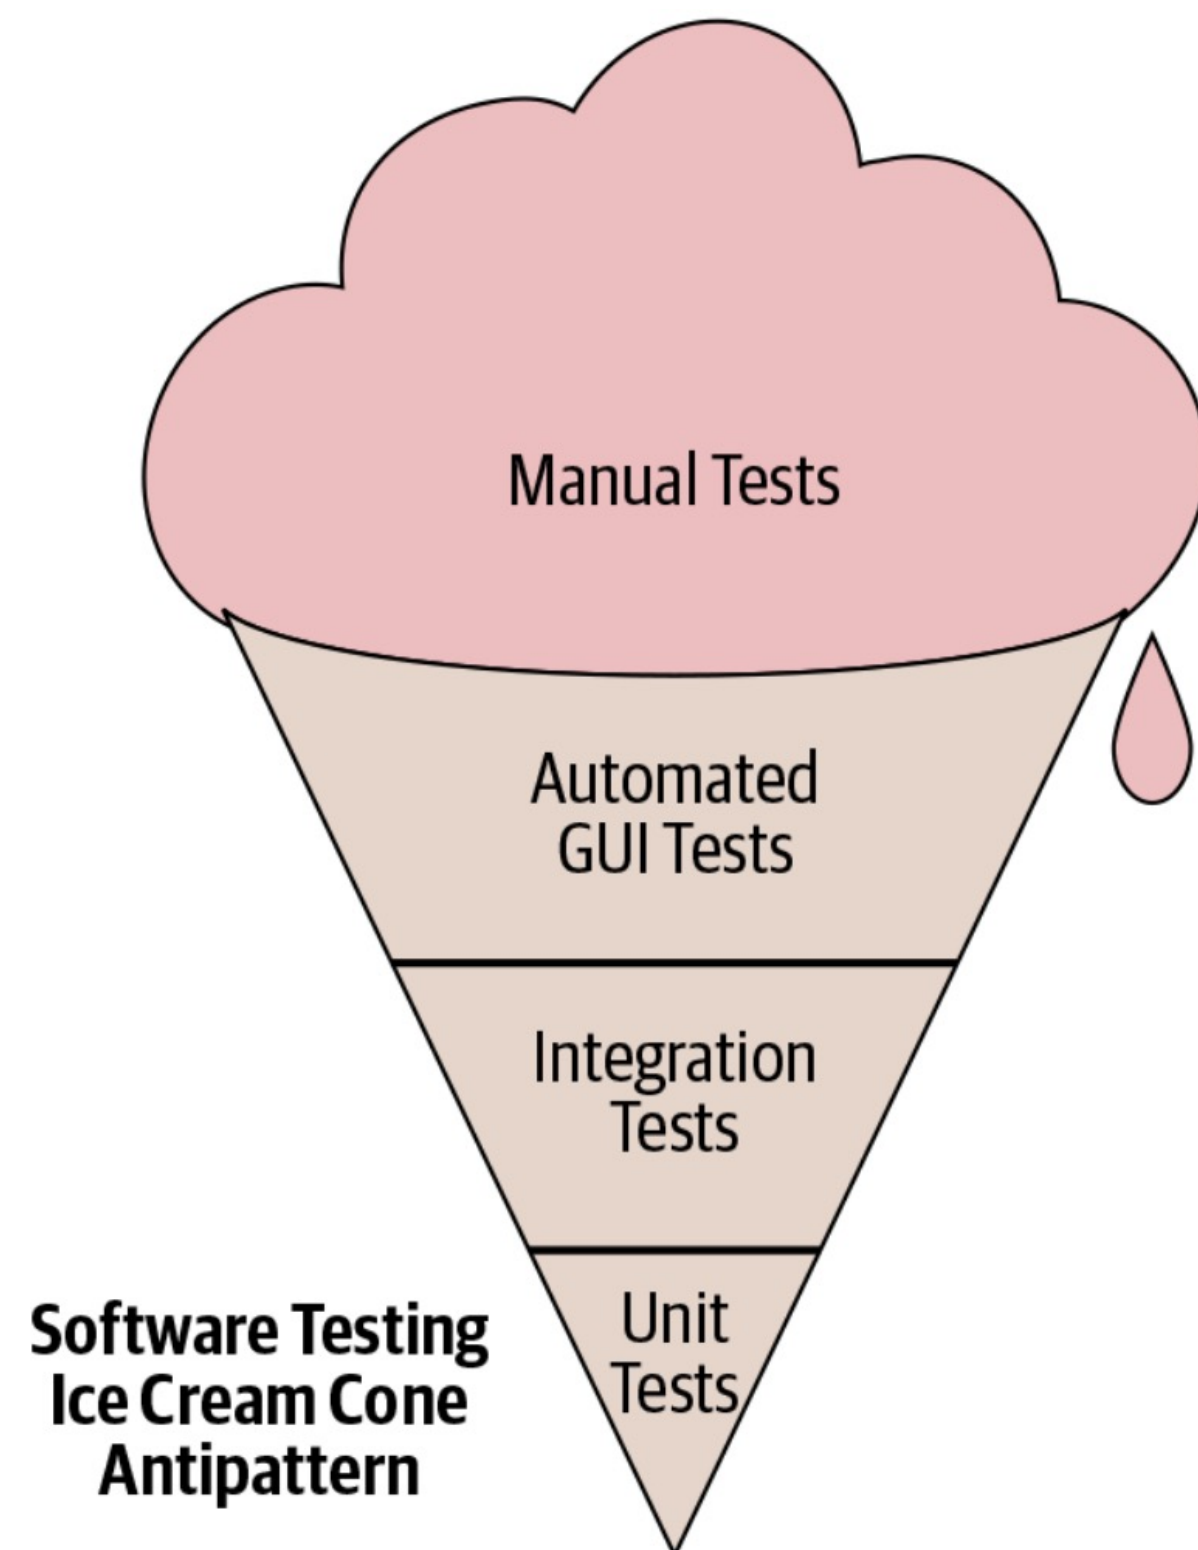 Manual Tests
Automated
GUI Tests
Integration
Tests
Unit
Tests
Software Testing
Ice Cream Cone
Antipattern